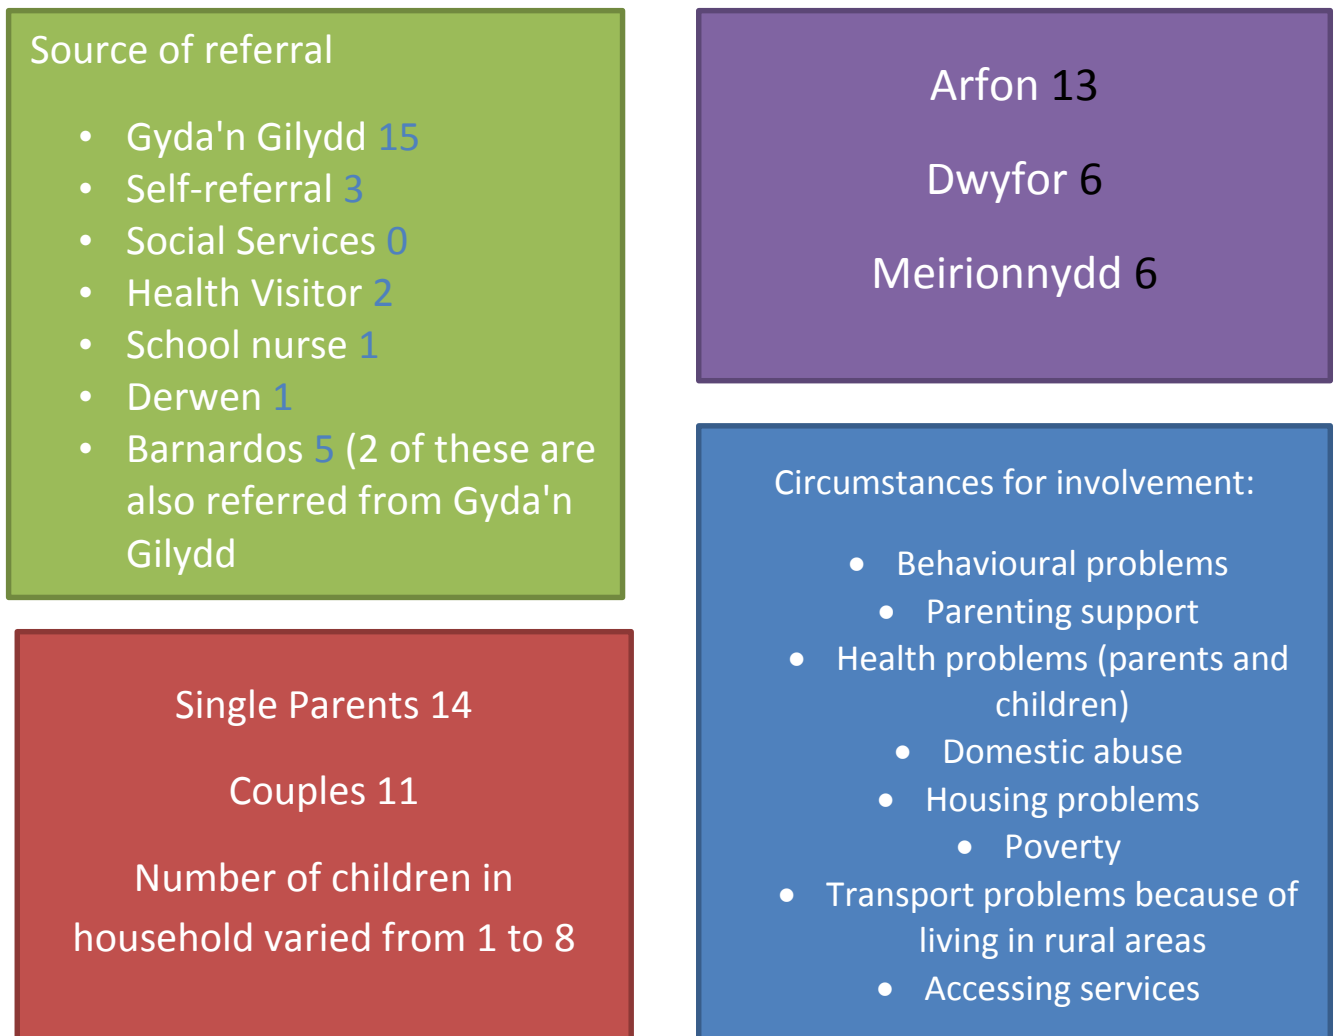 Source of referral
• Gyda'n Gilydd 15
• Self-referral 3
• Social Services 0
• Health Visitor 2
• School nurse 1
• Derwen 1
• Barnardos 5 (2 of these are
also referred from Gyda'n
Gilydd
Arfon 13
Dwyfor 6
Meirionnydd 6
Single Parents 14
Couples 11
Number of children in
household varied from 1 to 8
Circumstances for involvement:
• Behavioural problems
• Parenting support
• Health problems (parents and
children)
• Domestic abuse
• Housing problems
• Poverty
• Transport problems because of
living in rural areas
• Accessing services